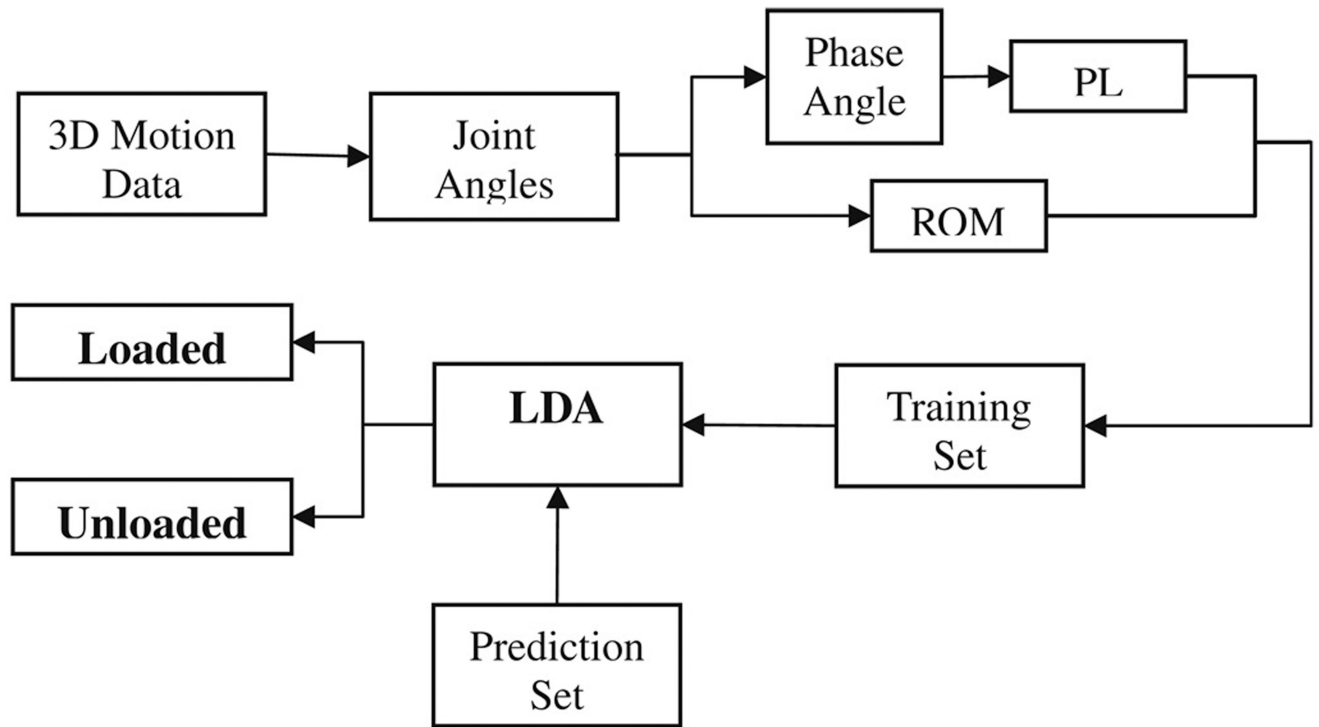 Phase
Angle
PL
3D Motion
Data
Joint
Angles
ROM
Loaded
LDA
Training
Set
Unloaded
Prediction
Set